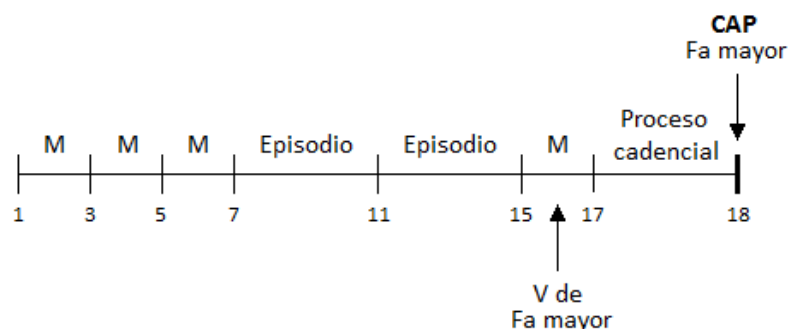 CAP
Fa mayor
M M M Episodio Episodio M Proceso
cadencial
1 3 5 7 11 15 17 18
V de
Fa mayor